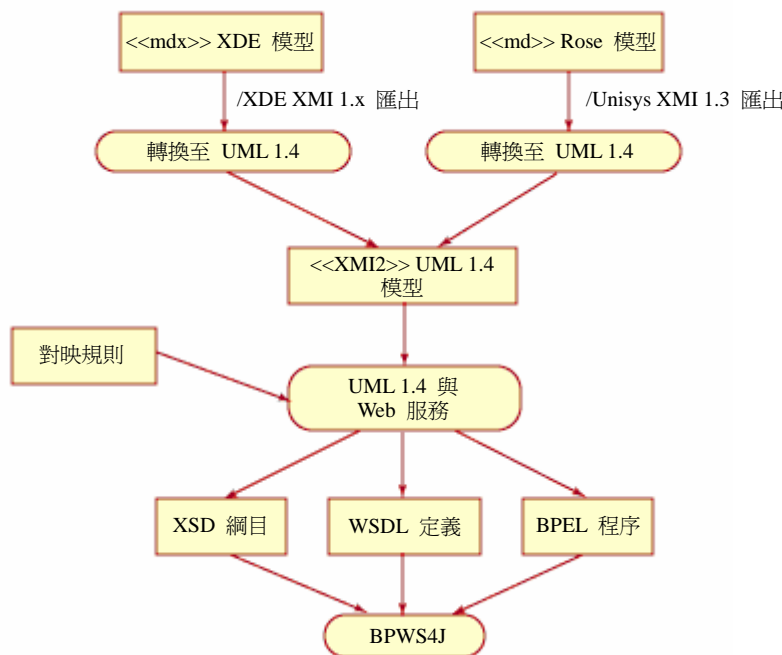 <<mdx>> XDE 模型
<<md>> Rose 模型
/XDE XMI 1.x 匯出
/Unisys XMI 1.3 匯出
轉換至 UML 1.4
轉換至 UML 1.4
<<XMI2>> UML 1.4
模型
對映規則
UML 1.4 與
Web 服務
XSD 綱目
WSDL 定義
BPEL 程序
BPWS4J